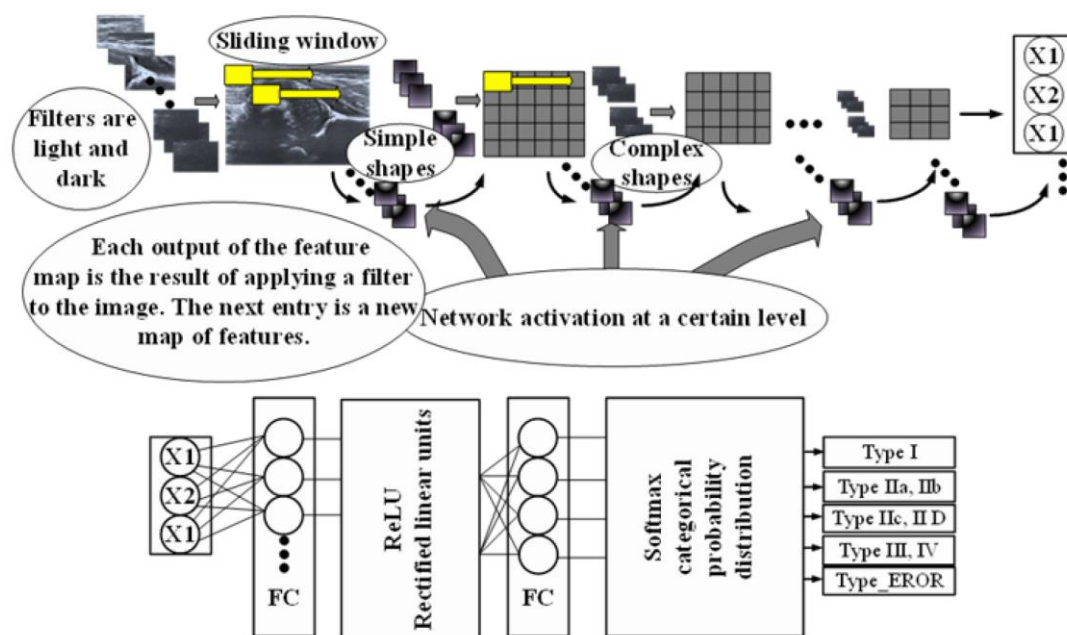 Sliding window
Filters are
light and
dark
Simple
shapes
Complex
shapes
X1
X2
X1
Each output of the feature
map is the result of applying a filter
to the image. The next entry is a new
map of features.
Network activation at a certain level
X1
X2
X1
FC
ReLU
Rectified linear units
FC
Softmax
categorical
probability
distribution
Type I
Type IIa, IIb
Type IIc, II D
Type III, IV
Type_EROR